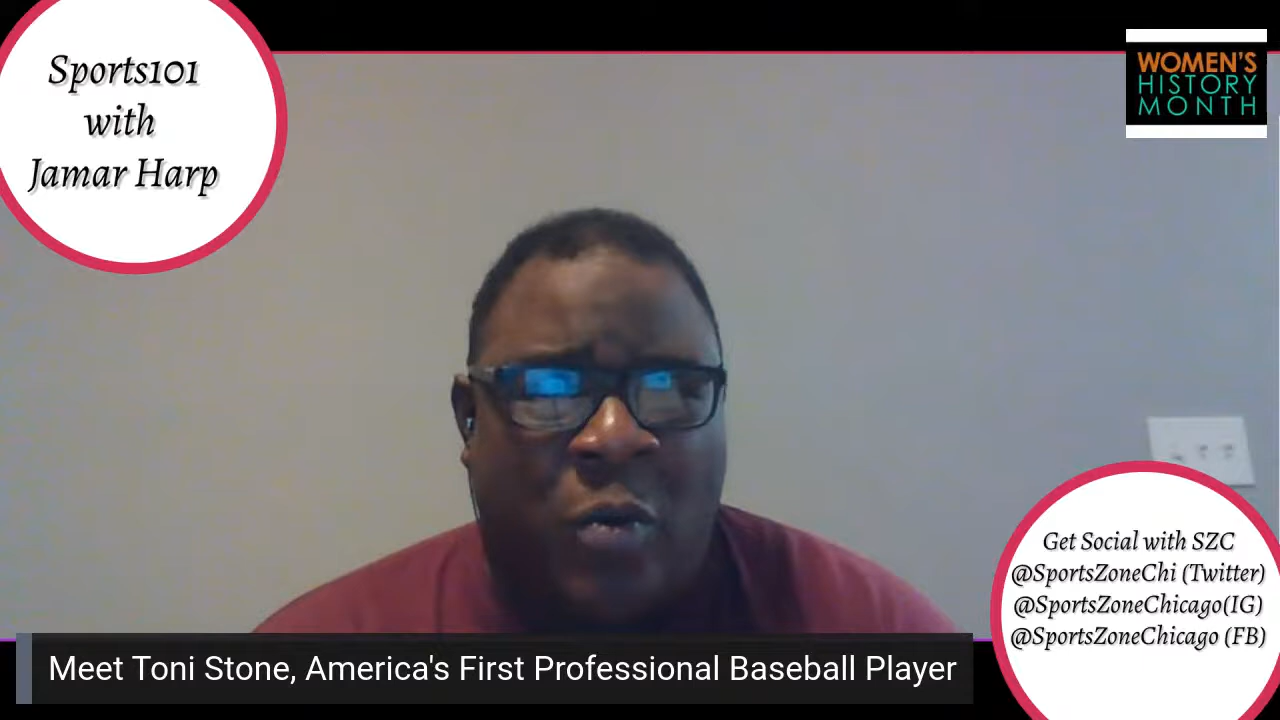 Sports101
with
Jamar Harp
WOMEN'S
HISTORY
MONTH
Get Social with SZC
@SportsZoneChi (Twitter)
@SportsZoneChicago(IG)
@SportsZoneChicago (FB)
Meet Toni Stone, America's First Professional Baseball Player